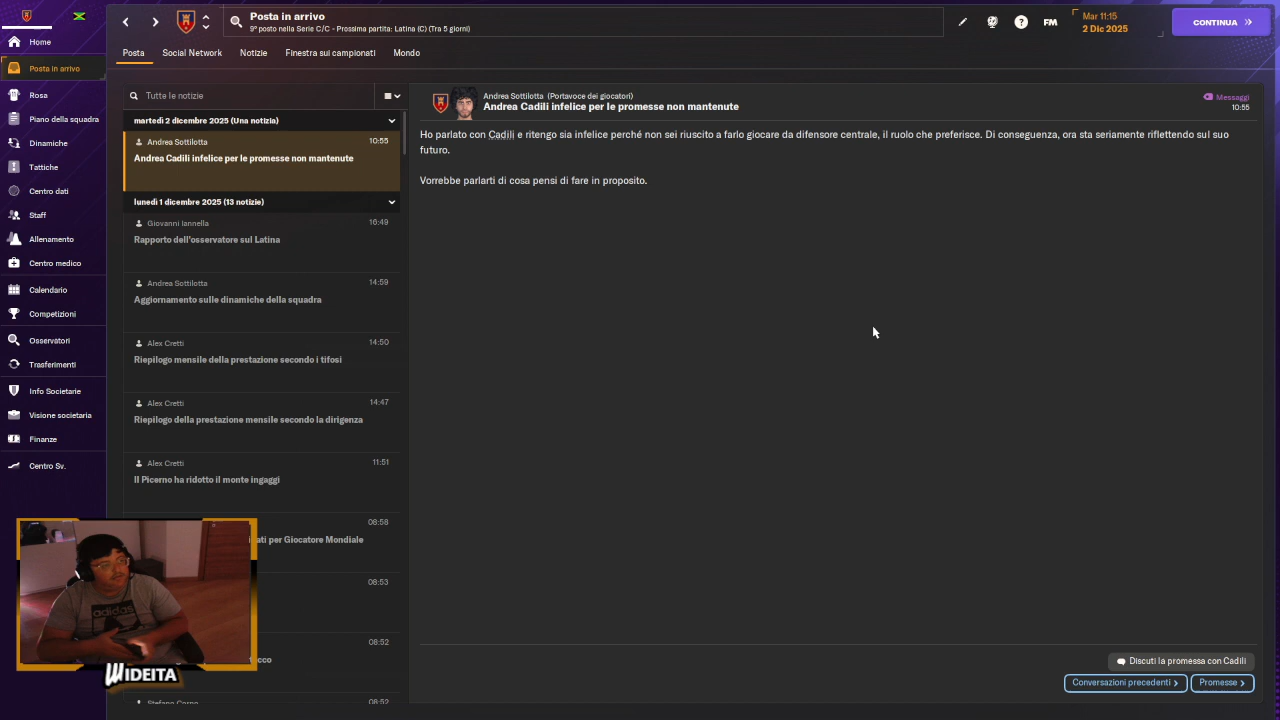 Posta in arrivo
9° posto nella Serie C/C - Prossima partita: Latina (C) (Tra 5 giorni)
FM
Mar 11:15
2 Dic 2025
CONTINUA
Posta
Social Network
Notizie
Finestra sui campionati
Mondo
Home
Posta in arrivo
Rosa
Piano della squadra
Dinamiche
Tattiche
Centro dati
Staff
Allenamento
Centro medico
Calendario
Competizioni
Osservatori
Trasferimenti
Info Societarie
Visione societaria
Finanze
Centro Sv.
Tutte le notizie
martedì 2 dicembre 2025 (Una notizia)
Andrea Sottilotta 10:55
Andrea Cadili infelice per le promesse non mantenute
lunedì 1 dicembre 2025 (13 notizie)
Giovanni Iannella 16:49
Rapporto dell'osservatore sul Latina
Andrea Sottilotta 14:59
Aggiornamento sulle dinamiche della squadra
Alex Cretti 14:50
Riepilogo mensile della prestazione secondo i tifosi
Alex Cretti 14:47
Riepilogo della prestazione mensile secondo la dirigenza
Alex Cretti 11:51
Il Picerno ha ridotto il monte ingaggi
08:58
per Giocatore Mondiale
08:53
08:52
08:52
Andrea Sottilotta (Portavoce dei giocatori)
Andrea Cadili infelice per le promesse non mantenute
Messaggi
10:55
Ho parlato con Cadili e ritengo sia infelice perché non sei riuscito a farlo giocare da difensore centrale, il ruolo che preferisce. Di conseguenza, ora sta seriamente riflettendo sul suo
futuro.
Vorrebbe parlarti di cosa pensi di fare in proposito.
Discuti la promessa con Cadili
Conversazioni precedenti
Promesse
adidas
WIDEITA